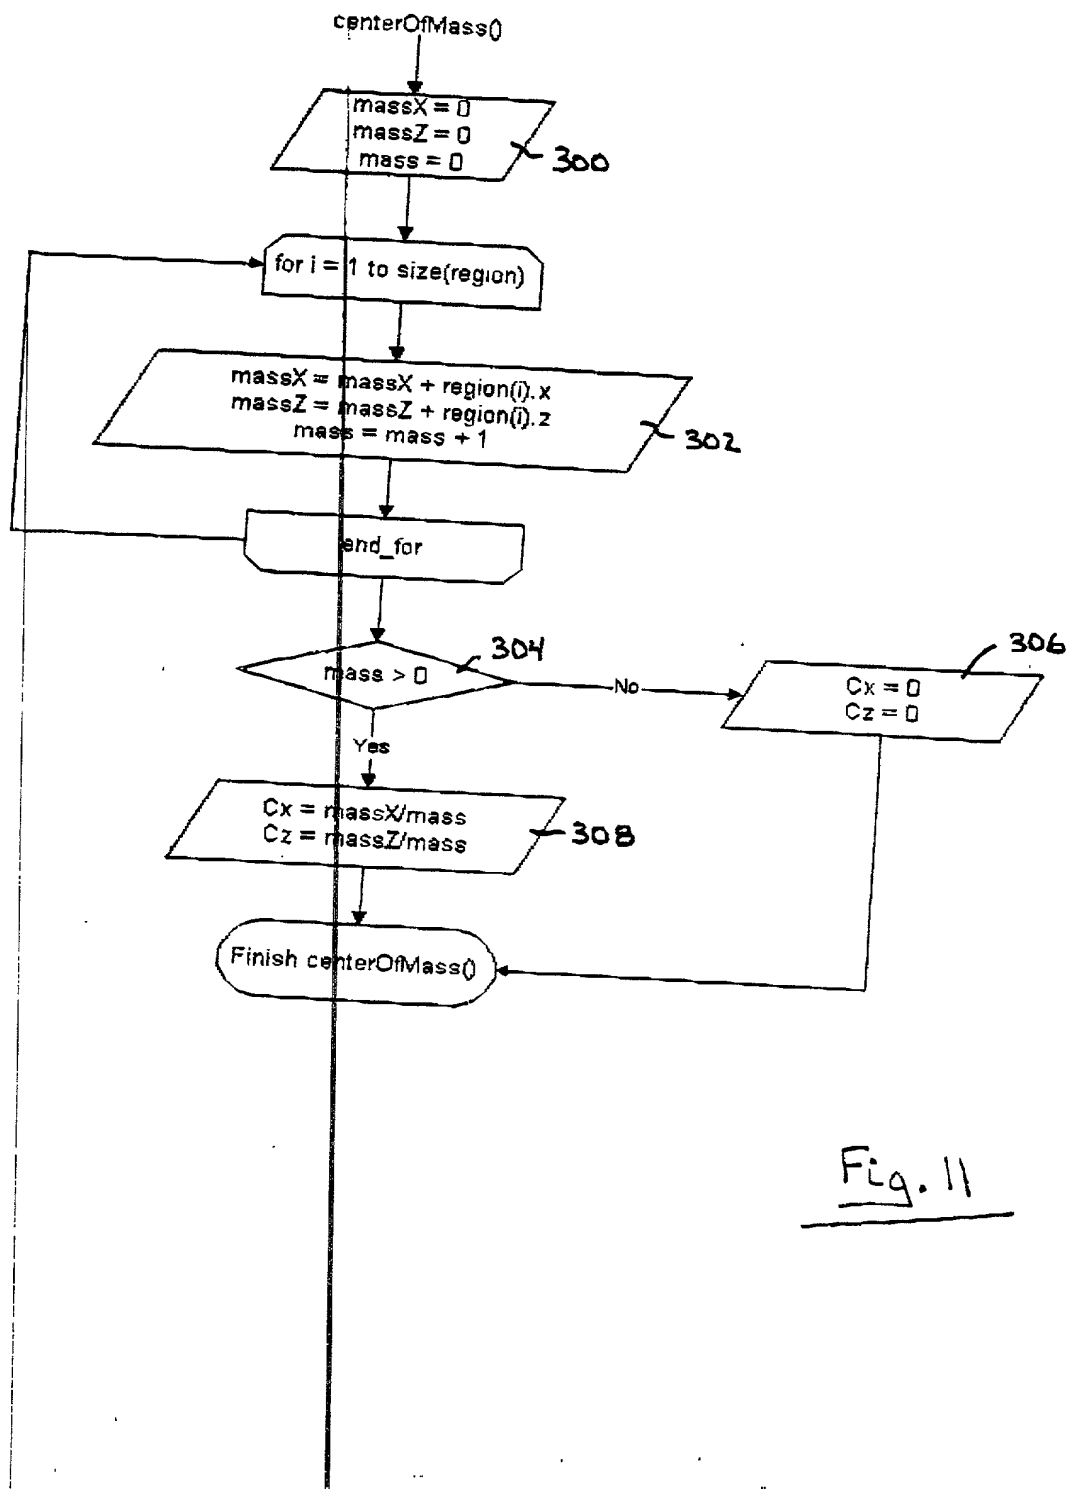 centerOfMass()
massX = 0
massZ = 0
mass = 0
300
for i = 1 to size(region)
massX = massX + region(i).x
massZ = massZ + region(i).z
mass = mass + 1
302
end_for
mass > 0
304
No
306
Cx = 0
Cz = 0
Yes
Cx = massX/mass
Cz = massZ/mass
308
Finish centerOfMass()
Fig. 11